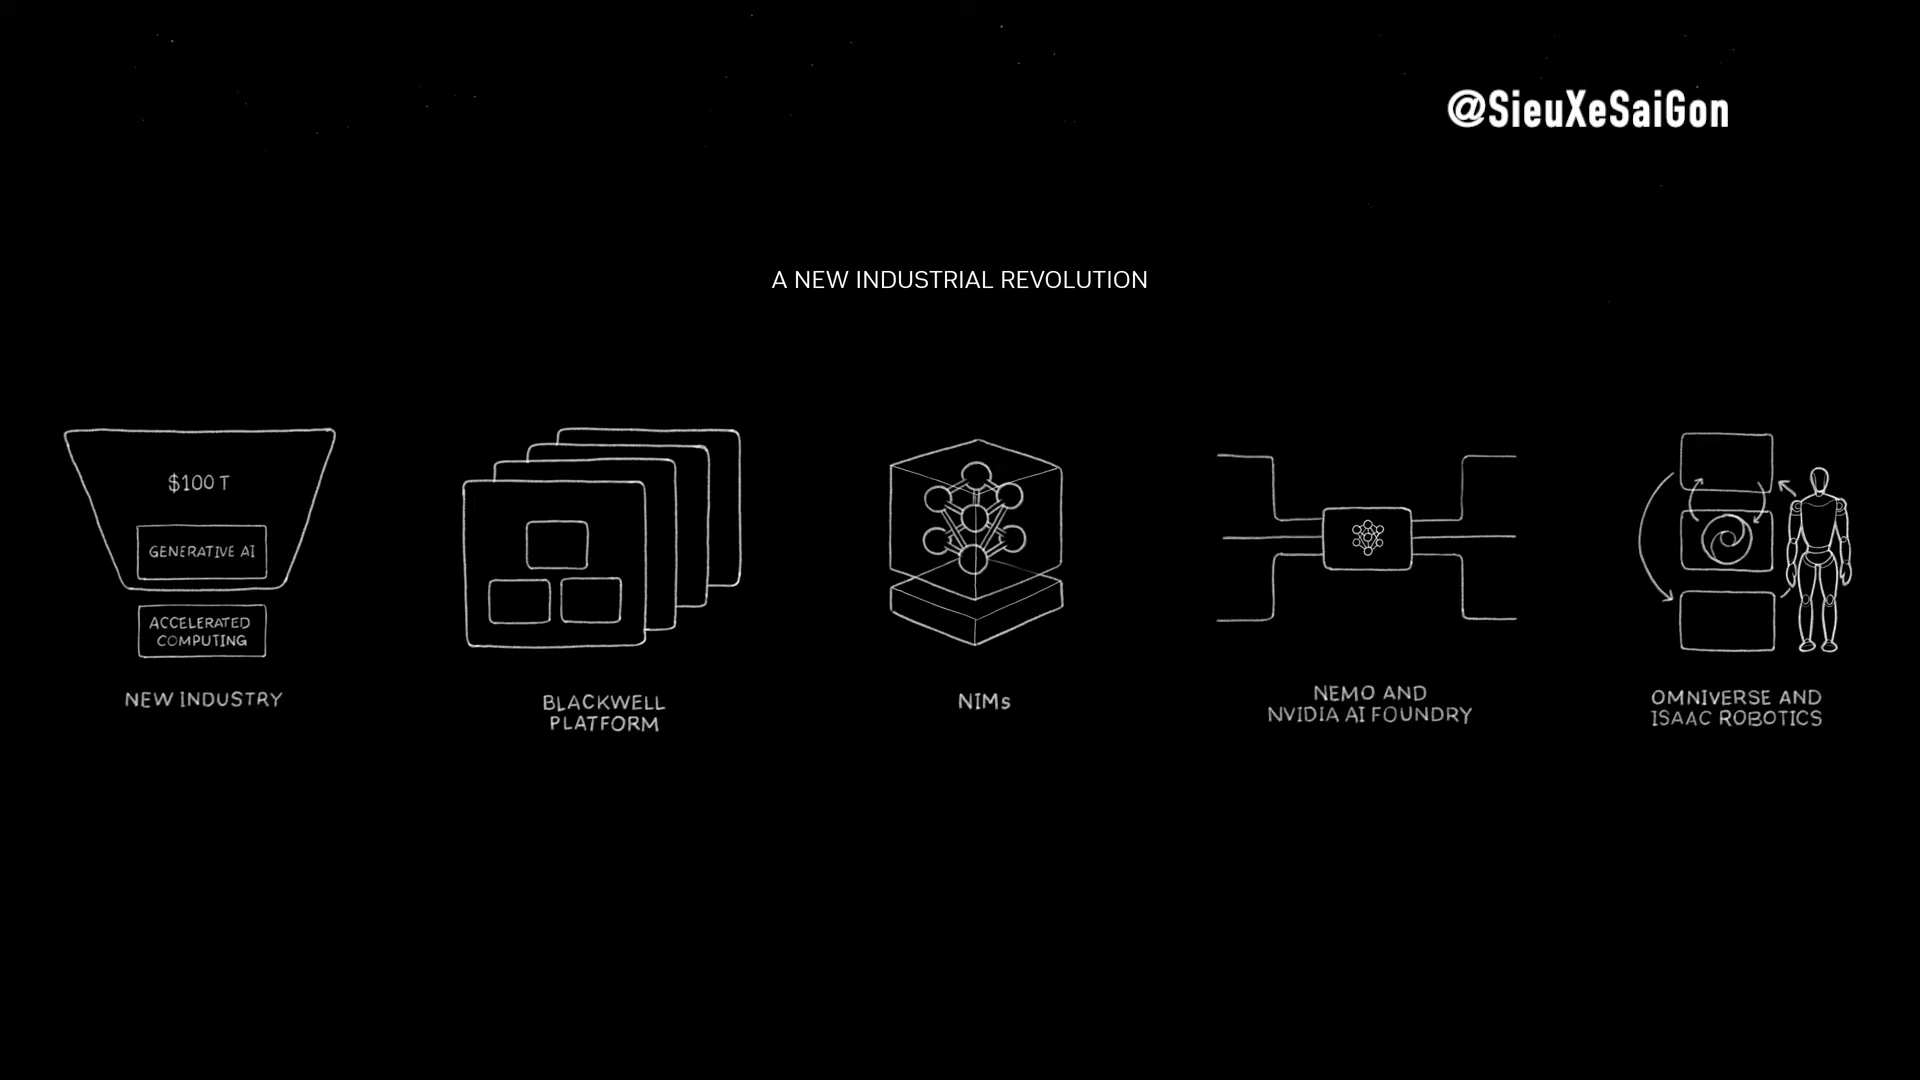 @SieuXeSaiGon
A NEW INDUSTRIAL REVOLUTION
$100 T
GENERATIVE AI
ACCELERATED
COMPUTING
NEW INDUSTRY
BLACKWELL
PLATFORM
NIMs
NEMO AND
NVIDIA AI FOUNDRY
OMNIVERSE AND
ISAAC ROBOTICS